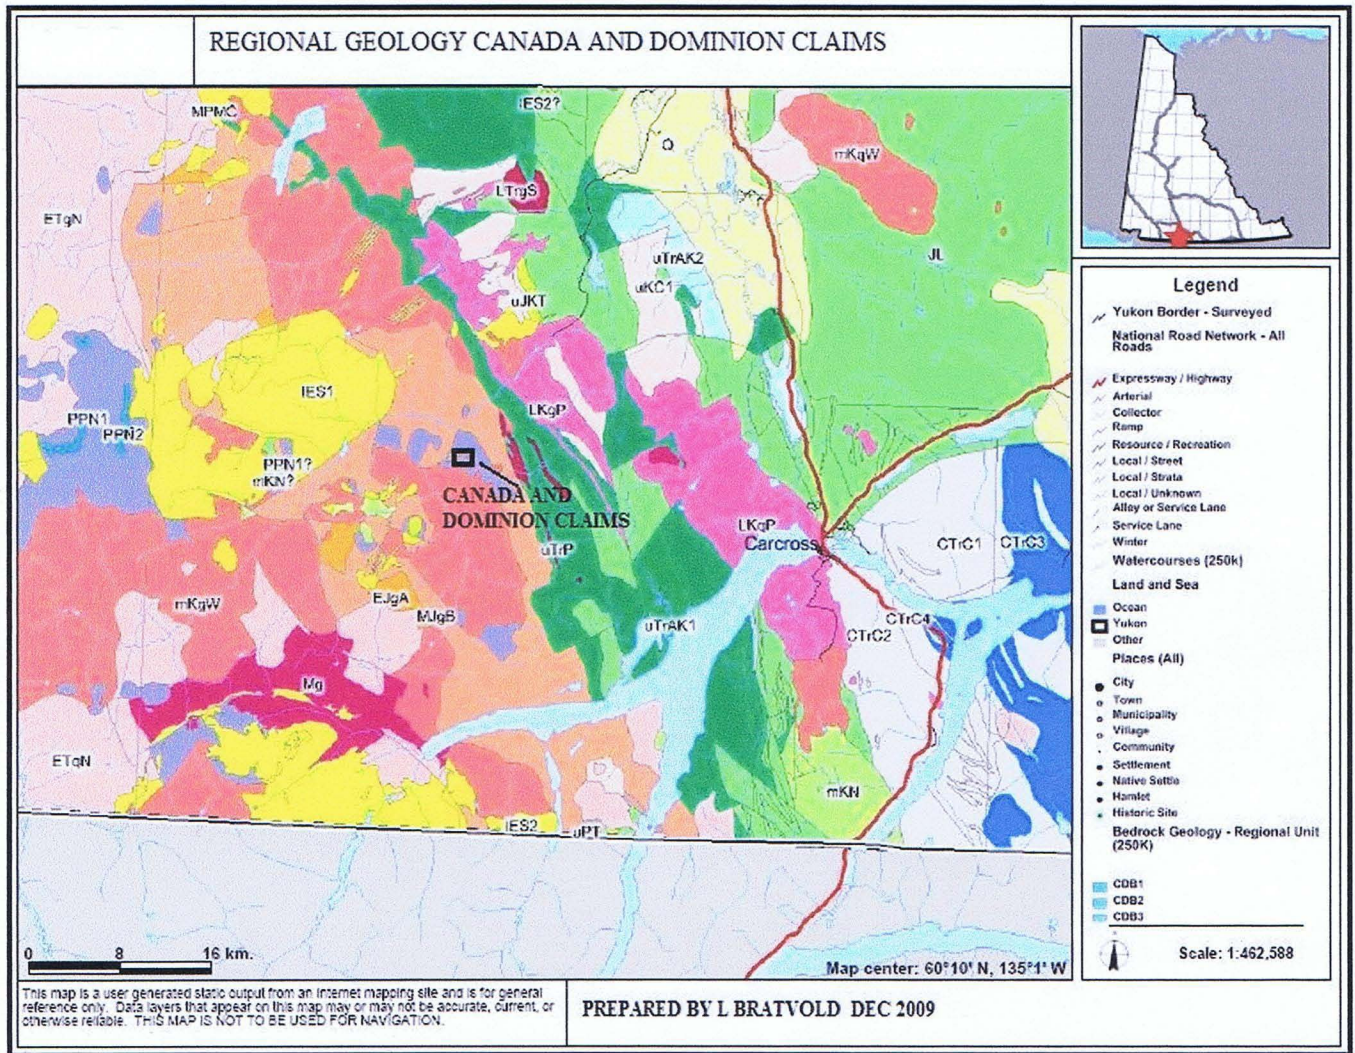 REGIONAL GEOLOGY CANADA AND DOMINION CLAIMS
MPMC
IES2?
Q
mKqW
LTrgS
ETgN
JL
uTrAK2
uKC1
uJKT
IES1
LKgP
PPN1
PPN2
PPN1?
mKN?
CANADA AND
DOMINION CLAIMS
LKqP
Carcross
uTrP
CTrC1
CTrC3
mKgW
EJgA
MJgB
uTrAK1
CTrC4
CTrC2
Mg
ETqN
mKN
IES2
uPT
0 8 16 km.
Map center: 60°10' N, 135°1' W
Legend
Yukon Border - Surveyed
National Road Network - All
Roads
Expressway / Highway
Arterial
Collector
Ramp
Resource / Recreation
Local / Street
Local / Strata
Local / Unknown
Alley or Service Lane
Service Lane
Winter
Watercourses (250k)
Land and Sea
Ocean
Yukon
Other
Places (All)
City
Town
Municipality
Village
Community
Settlement
Native Settle
Hamlet
Historic Site
Bedrock Geology - Regional Unit
(250K)
CDB1
CDB2
CDB3
Scale: 1:462,588
This map is a user generated static output from an Internet mapping site and is for general
reference only. Data layers that appear on this map may or may not be accurate, current, or
otherwise reliable. THIS MAP IS NOT TO BE USED FOR NAVIGATION.
PREPARED BY L BRATVOLD DEC 2009